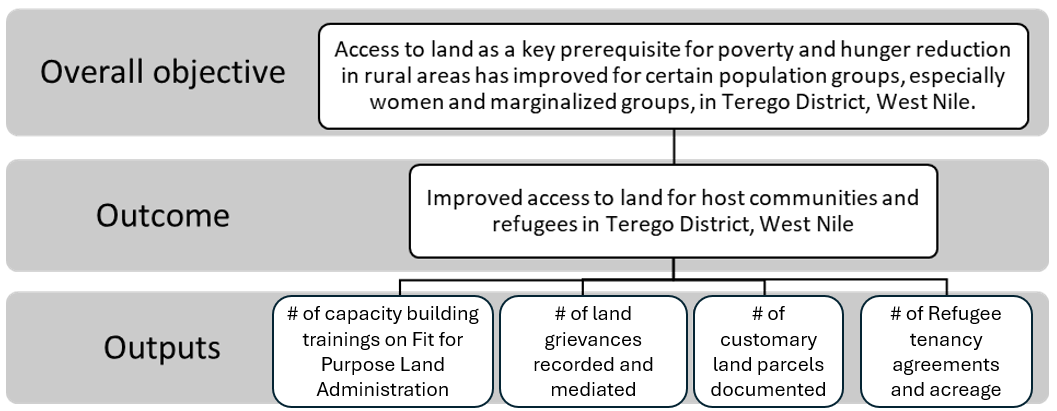 Overall objective
Access to land as a key prerequisite for poverty and hunger reduction
in rural areas has improved for certain population groups, especially
women and marginalized groups, in Terego District, West Nile.
Outcome
Improved access to land for host communities and
refugees in Terego District, West Nile
Outputs
# of capacity building
trainings on Fit for
Purpose Land
Administration
# of land
grievances
recorded and
mediated
# of
customary
land parcels
documented
# of Refugee
tenancy
agreements
and acreage